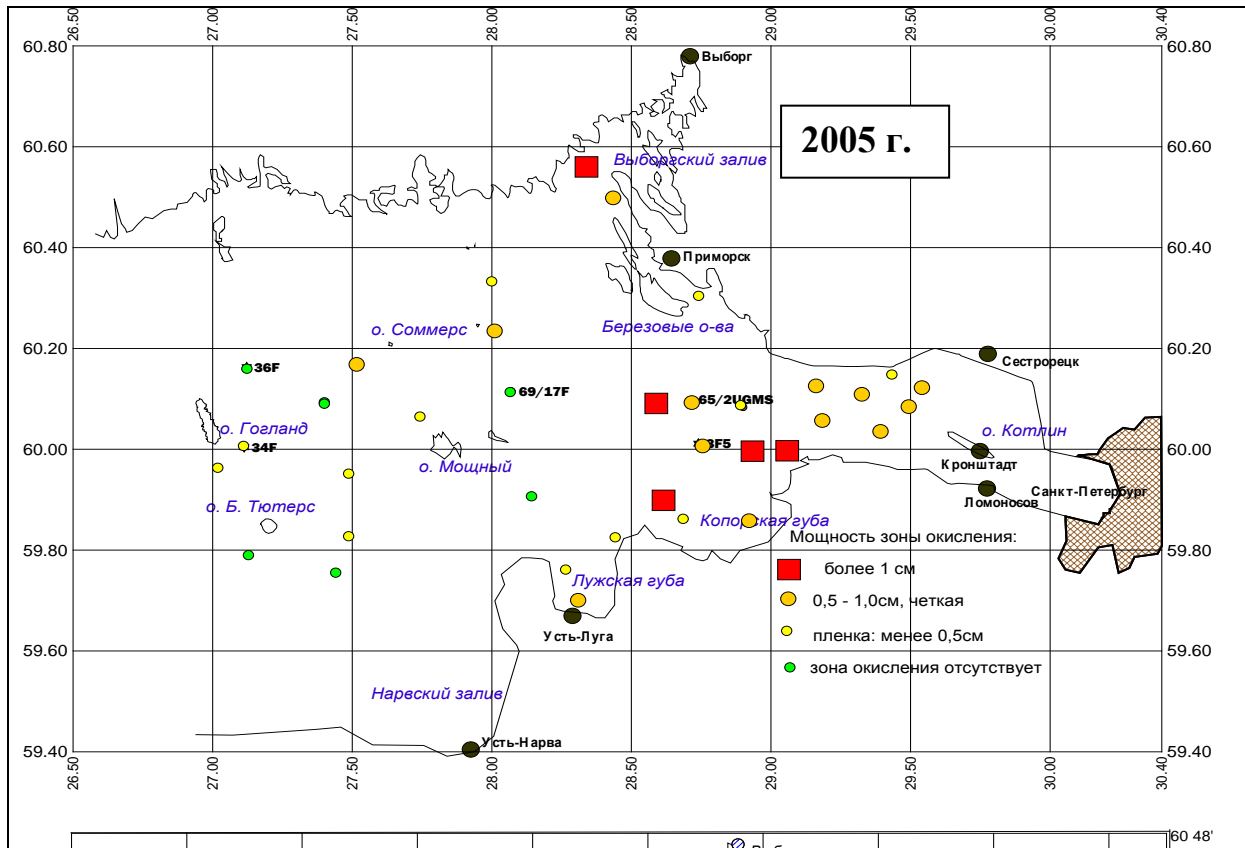 26.50 27.00 27.50 28.00 28.50 29.00 29.50 30.00 30.40
60.80 60.80
Выборг
2005 г.
60.60 60.60
Выборгский залив
60.40 60.40
Приморск
о. Соммерс
Березовые о-ва
60.20 60.20
Сестрорецк
36F
69/17F
65/2UGMS
о. Гогланд
о. Котлин
34F
60.00 60.00
о. Мощный
Кронштадт
о. Б. Тютерс
Ломоносов
Санкт-Петербург
Копорская губа
Мощность зоны окисления:
59.80 59.80
более 1 см
Лужская губа
0,5 - 1,0см, четкая
Усть-Луга
пленка: менее 0,5см
59.60 59.60
зона окисления отсутствует
Нарвский залив
Усть-Нарва
59.40 59.40
26.50 27.00 27.50 28.00 28.50 29.00 29.50 30.00 30.40
60 48'